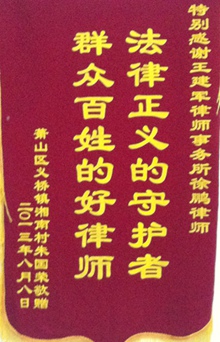 特别感谢王建军律师事务所徐鹏律师
法律正义的守护者
群众百姓的好律师
萧山区义桥镇湘南村朱国荣敬赠
二〇一三年八月八日